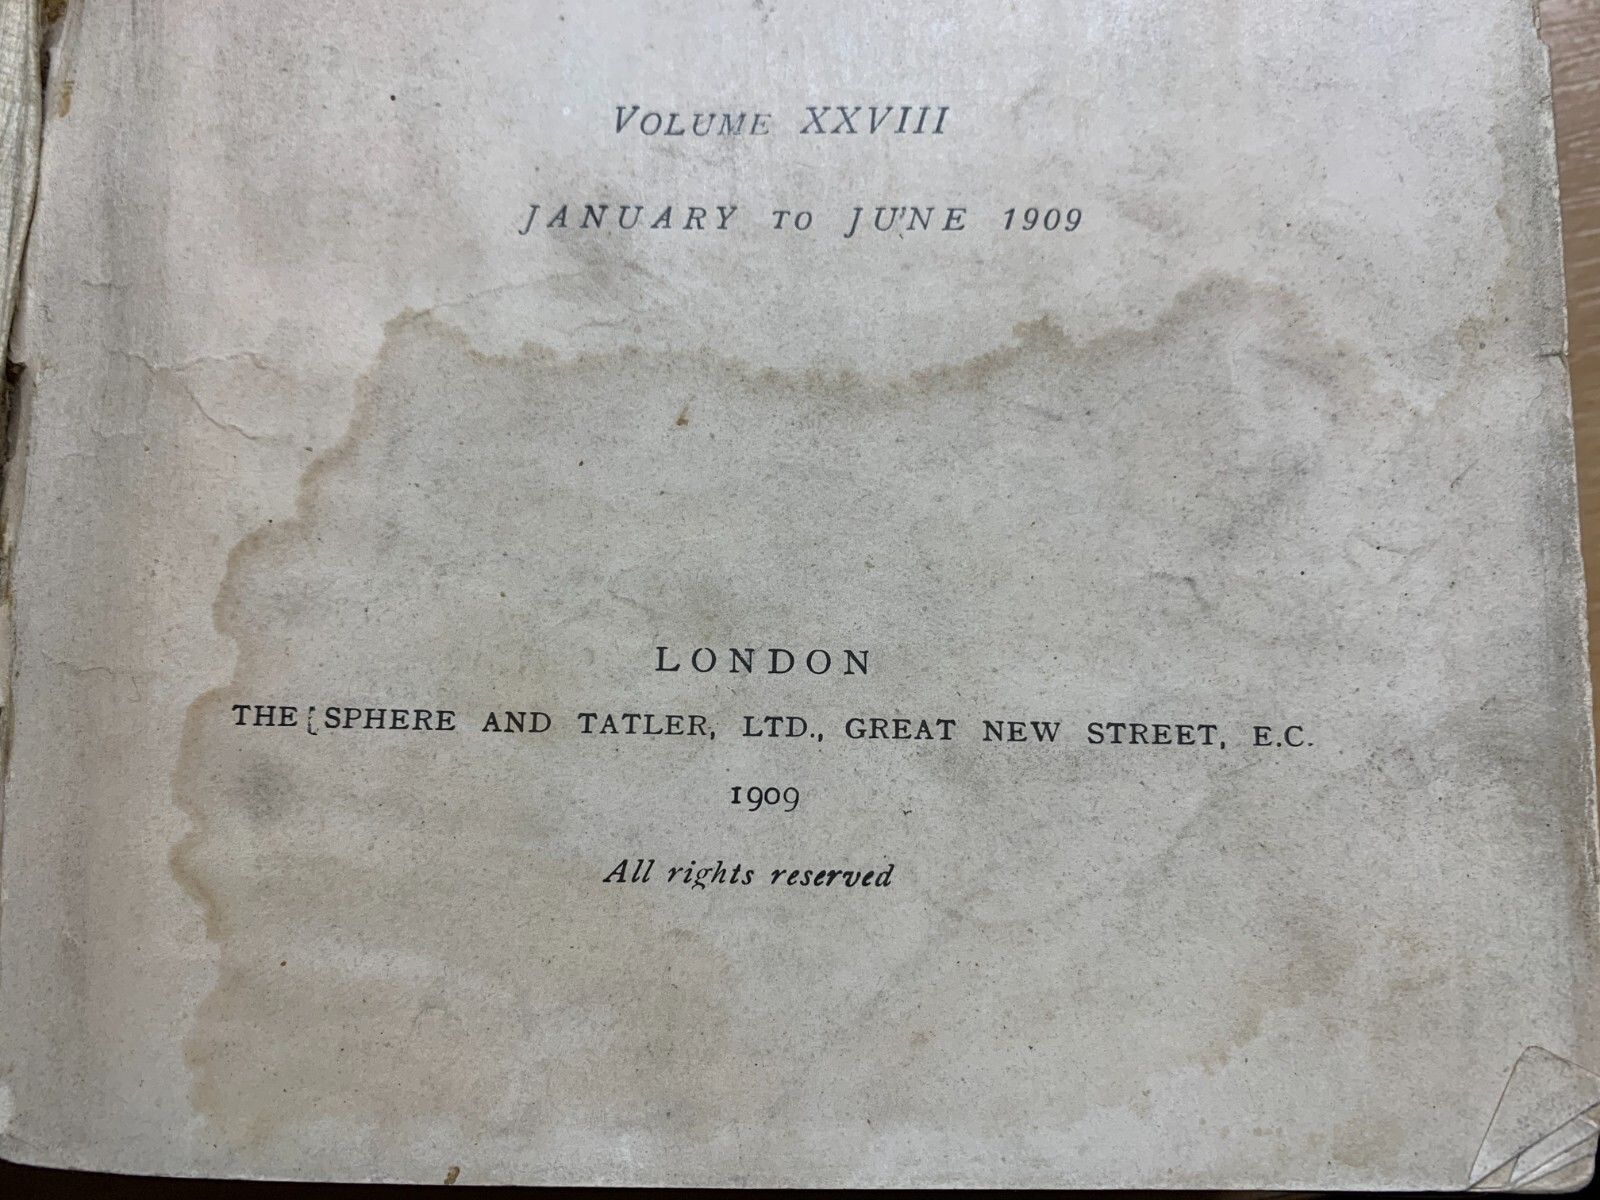 VOLUME XXVIII
JANUARY TO JUNE 1909
LONDON
THE SPHERE AND TATLER, LTD., GREAT NEW STREET, E.C.
1909
All rights reserved